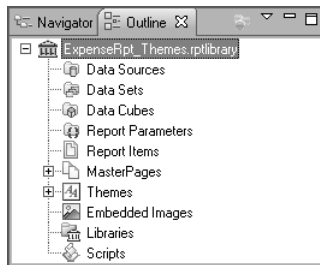 Navigator Outline
ExpenseRpt_Themes.rptlibrary
Data Sources
Data Sets
Data Cubes
Report Parameters
Report Items
MasterPages
Themes
Embedded Images
Libraries
Scripts